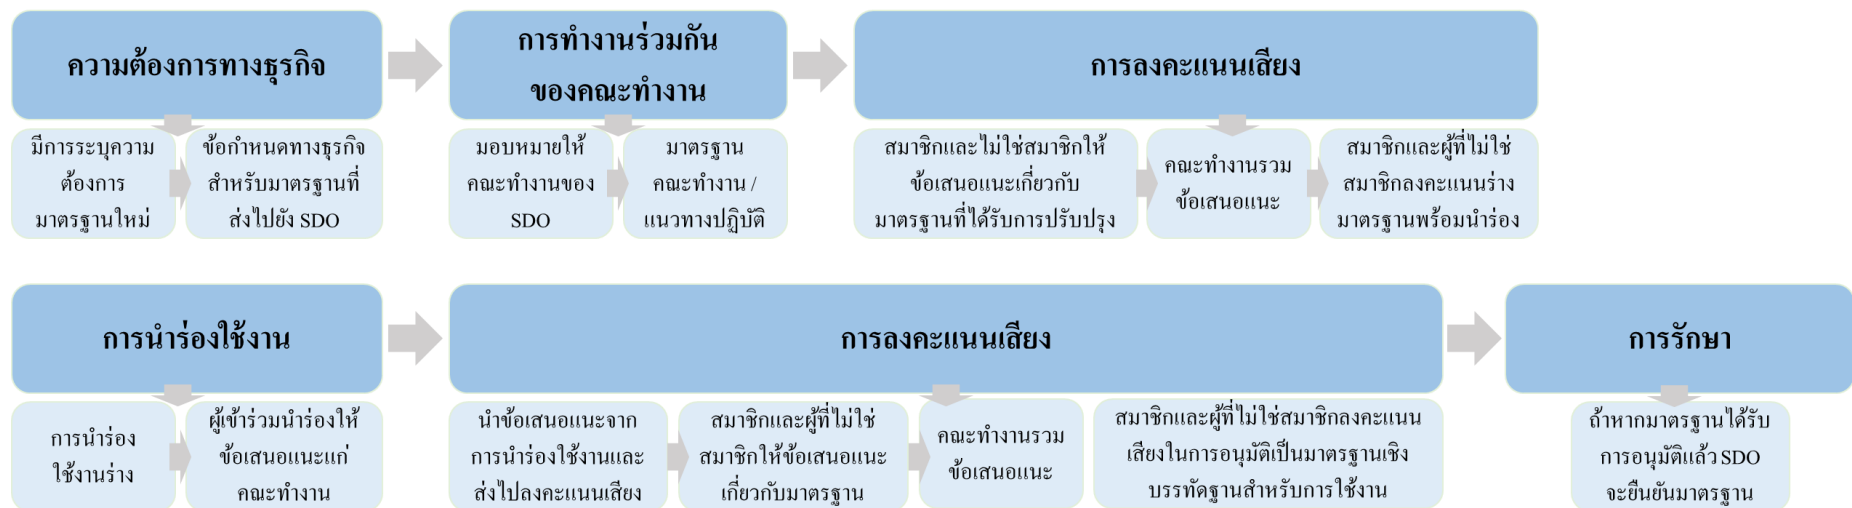 ความต้องการทางธุรกิจ
การทำงานร่วมกัน
ของคณะทำงาน
การลงคะแนนเสียง
มีการระบุความ
ต้องการ
มาตรฐานใหม่
ข้อกำหนดทางธุรกิจ
สำหรับมาตรฐานที่
ส่งไปยัง SDO
มอบหมายให้
คณะทำงานของ
SDO
มาตรฐาน
คณะทำงาน /
แนวทางปฏิบัติ
สมาชิกและไม่ใช่สมาชิกให้
ข้อเสนอแนะเกี่ยวกับ
มาตรฐานที่ได้รับการปรับปรุง
คณะทำงานรวม
ข้อเสนอแนะ
สมาชิกและผู้ที่ไม่ใช่
สมาชิกลงคะแนนร่าง
มาตรฐานพร้อมนำร่อง
การนำร่องใช้งาน
การลงคะแนนเสียง
การรักษา
การนำร่อง
ใช้งานร่าง
ผู้เข้าร่วมนำร่องให้
ข้อเสนอแนะแก่
คณะทำงาน
นำข้อเสนอแนะจาก
การนำร่องใช้งานและ
ส่งไปลงคะแนนเสียง
สมาชิกและผู้ที่ไม่ใช่
สมาชิกให้ข้อเสนอแนะ
เกี่ยวกับมาตรฐาน
คณะทำงานรวม
ข้อเสนอแนะ
สมาชิกและผู้ที่ไม่ใช่สมาชิกลงคะแนน
เสียงในการอนุมัติเป็นมาตรฐานเชิง
บรรทัดฐานสำหรับการใช้งาน
ถ้าหากมาตรฐานได้รับ
การอนุมัติแล้ว SDO
จะยืนยันมาตรฐาน